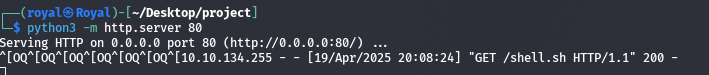 ┌──(royal㉿Royal)-[~/Desktop/project]
└─$ python3 -m http.server 80
Serving HTTP on 0.0.0.0 port 80 (http://0.0.0.0:80/) ...
^[OQ^[OQ^[OQ^[OQ^[OQ^[OQ^[10.10.134.255 - - [19/Apr/2025 20:08:24] "GET /shell.sh HTTP/1.1" 200 -